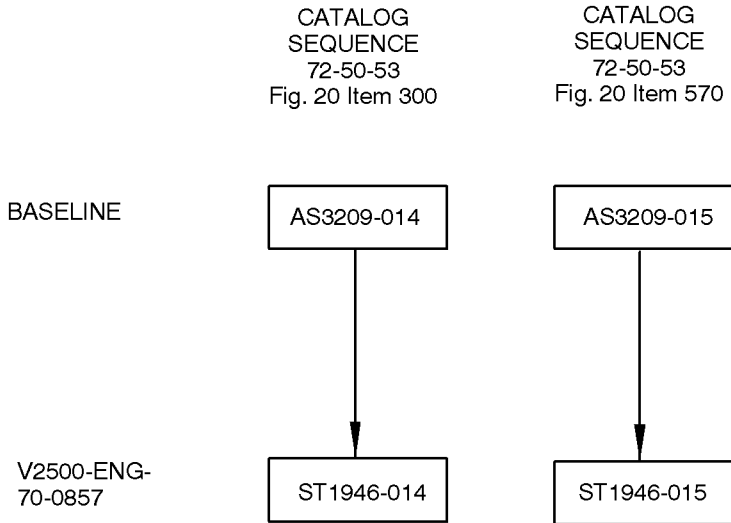 CATALOG
SEQUENCE
72-50-53
Fig. 20 Item 300
CATALOG
SEQUENCE
72-50-53
Fig. 20 Item 570
BASELINE
AS3209-014
AS3209-015
V2500-ENG-
70-0857
ST1946-014
ST1946-015